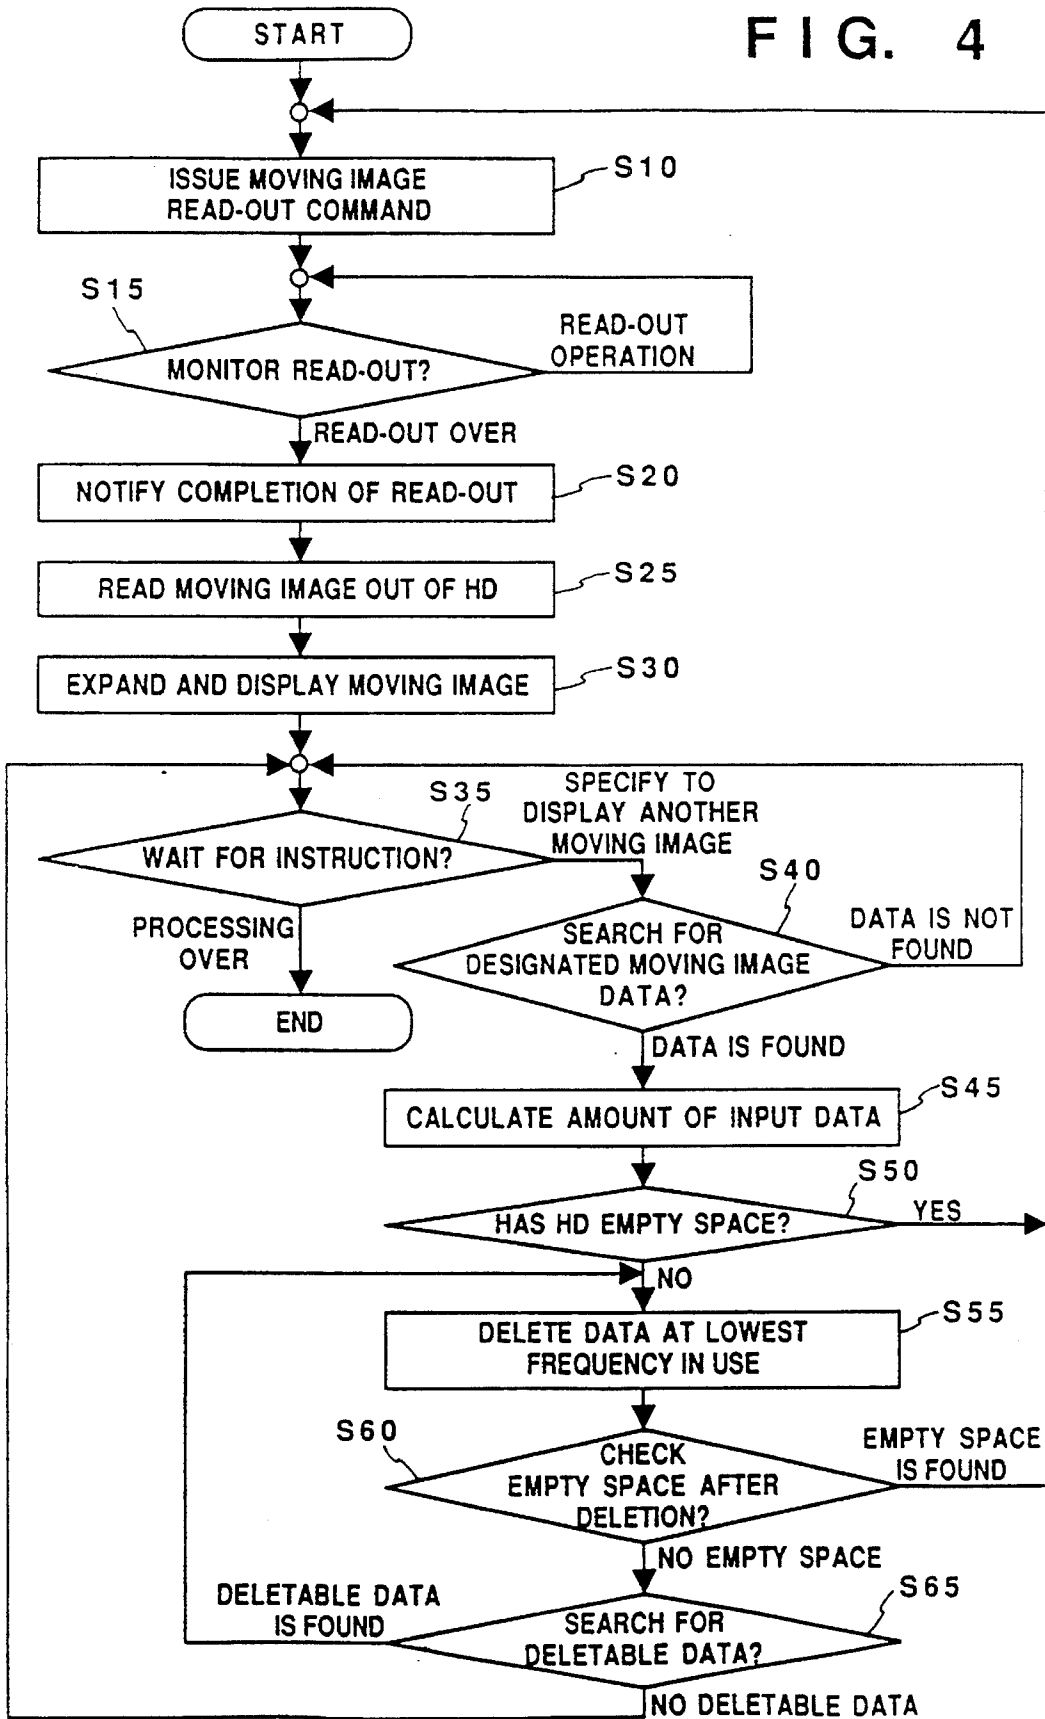 START
FIG. 4
ISSUE MOVING IMAGE
READ-OUT COMMAND
S10
S15
MONITOR READ-OUT?
READ-OUT
OPERATION
READ-OUT OVER
NOTIFY COMPLETION OF READ-OUT
S20
READ MOVING IMAGE OUT OF HD
S25
EXPAND AND DISPLAY MOVING IMAGE
S30
S35
WAIT FOR INSTRUCTION?
SPECIFY TO
DISPLAY ANOTHER
MOVING IMAGE
PROCESSING
OVER
END
S40
SEARCH FOR
DESIGNATED MOVING IMAGE
DATA?
DATA IS NOT
FOUND
DATA IS FOUND
CALCULATE AMOUNT OF INPUT DATA
S45
S50
HAS HD EMPTY SPACE?
YES
NO
DELETE DATA AT LOWEST
FREQUENCY IN USE
S55
S60
CHECK
EMPTY SPACE AFTER
DELETION?
EMPTY SPACE
IS FOUND
NO EMPTY SPACE
S65
SEARCH FOR
DELETABLE DATA?
DELETABLE DATA
IS FOUND
NO DELETABLE DATA